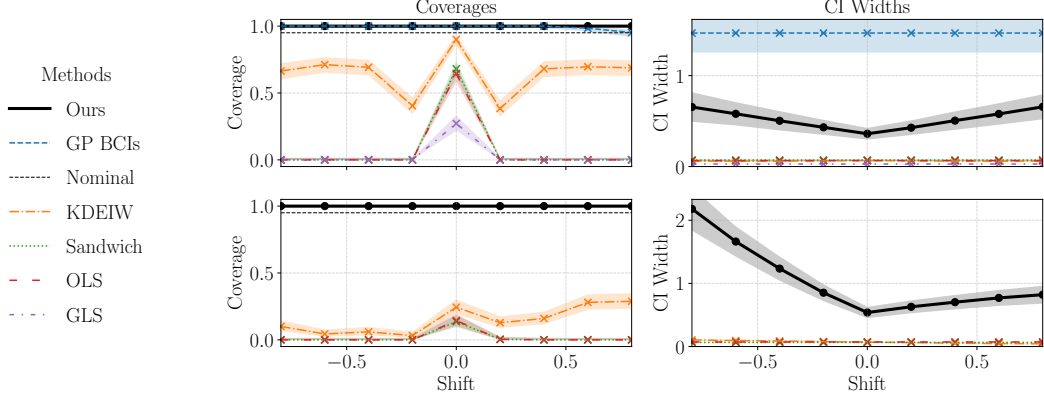 Coverages
CI Widths
Methods
Ours
GP BCIs
Nominal
KDEIW
Sandwich
OLS
GLS
Coverage
1.0
0.5
0.0
CI Width
1
0
Coverage
1.0
0.5
0.0
−0.5
0.0
0.5
Shift
CI Width
2
1
0
−0.5
0.0
0.5
Shift